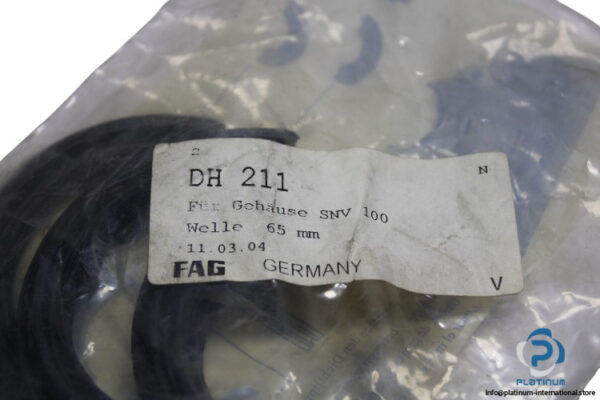 2
N
DH 211
Für Gehäuse SNV 100
Welle 65 mm
11.03.04
FAG GERMANY
V
PLATINUM
INTERNATIONAL
info@platinum-international.store